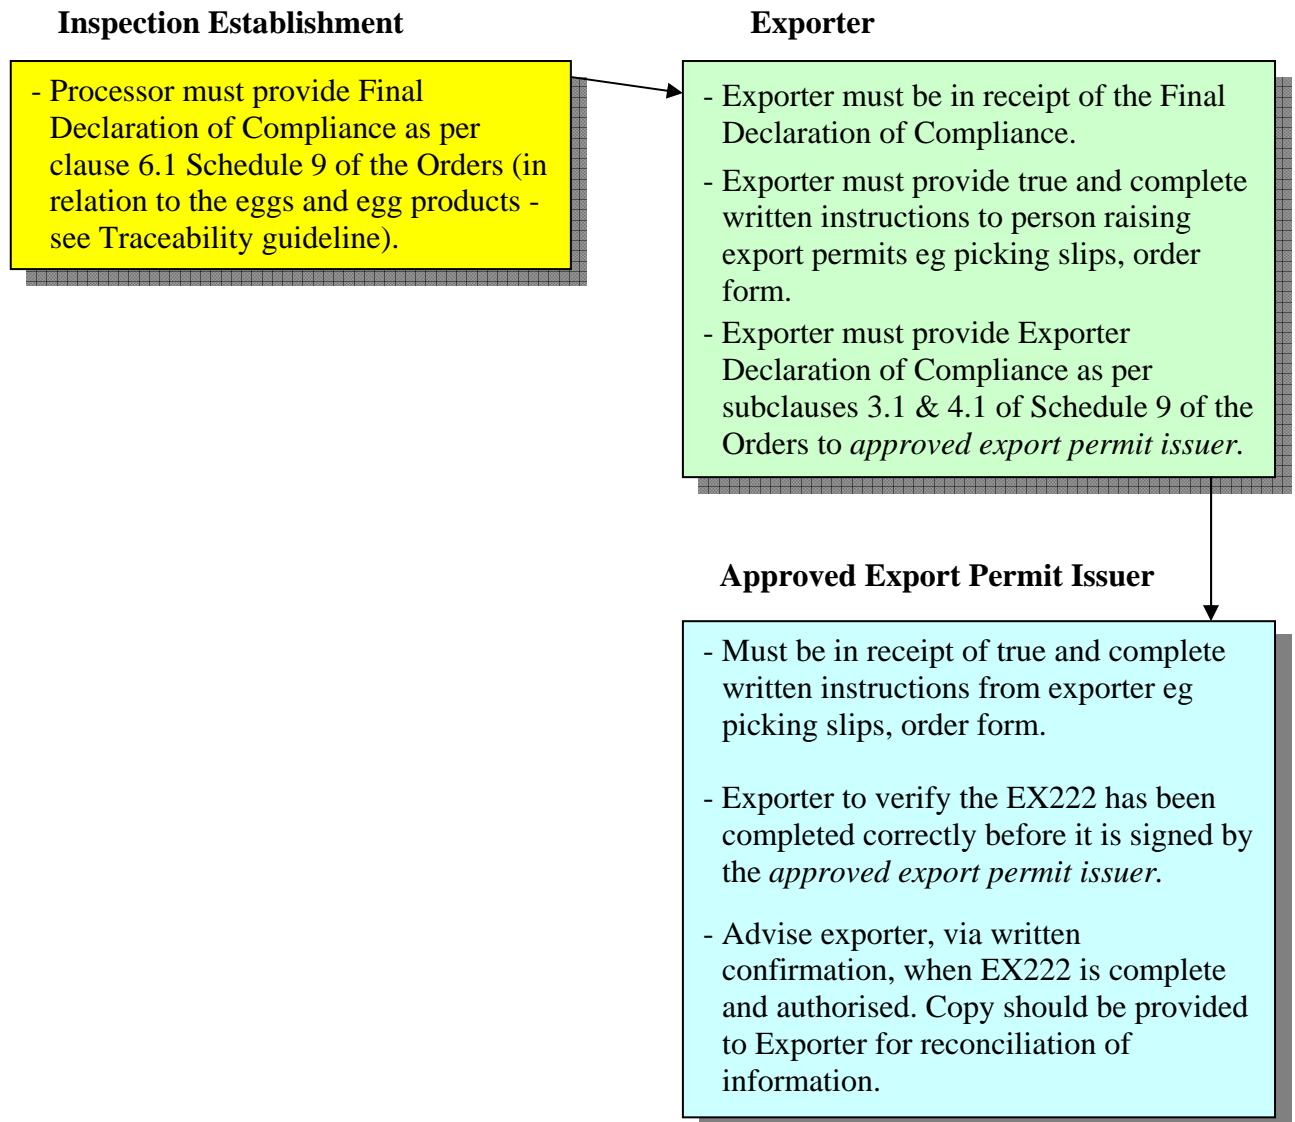 Inspection Establishment
- Processor must provide Final
Declaration of Compliance as per
clause 6.1 Schedule 9 of the Orders (in
relation to the eggs and egg products -
see Traceability guideline).
Exporter
- Exporter must be in receipt of the Final
Declaration of Compliance.
- Exporter must provide true and complete
written instructions to person raising
export permits eg picking slips, order
form.
- Exporter must provide Exporter
Declaration of Compliance as per
subclauses 3.1 & 4.1 of Schedule 9 of the
Orders to approved export permit issuer.
Approved Export Permit Issuer
- Must be in receipt of true and complete
written instructions from exporter eg
picking slips, order form.
- Exporter to verify the EX222 has been
completed correctly before it is signed by
the approved export permit issuer.
- Advise exporter, via written
confirmation, when EX222 is complete
and authorised. Copy should be provided
to Exporter for reconciliation of
information.